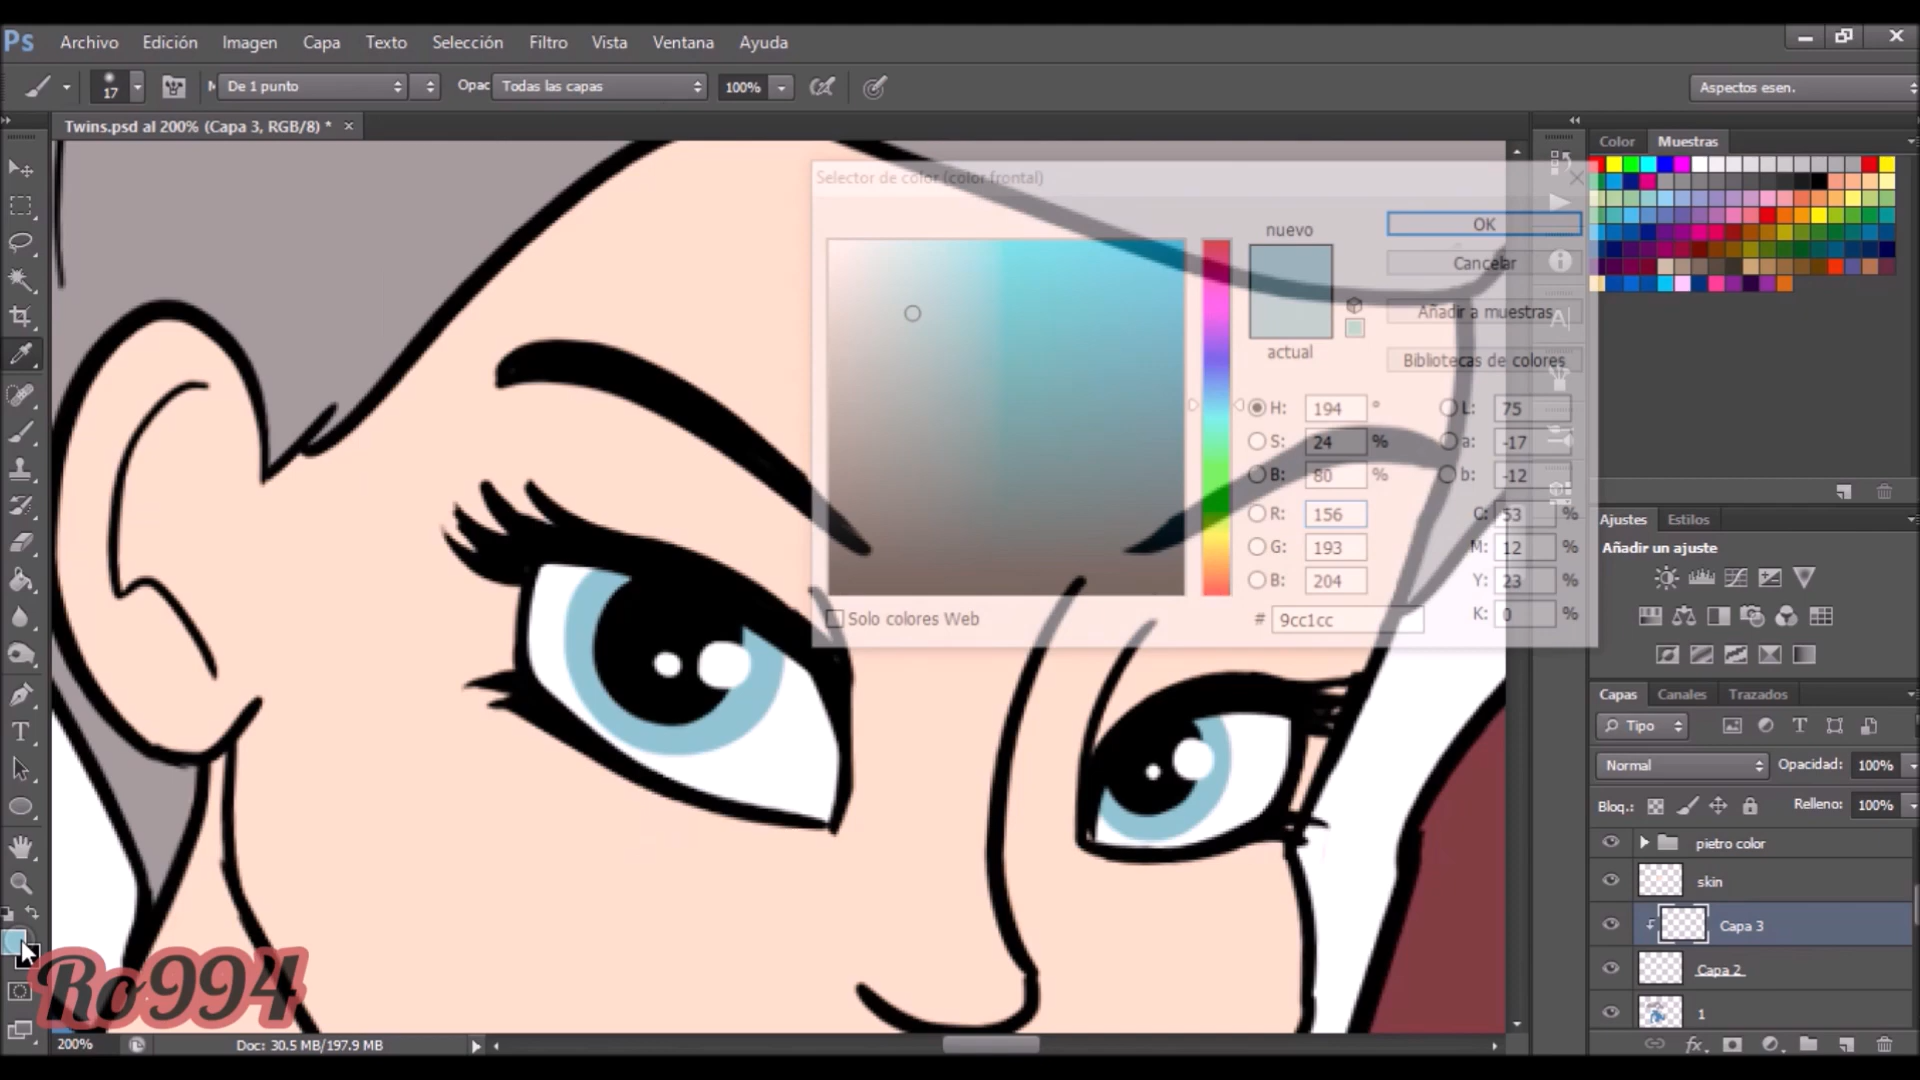 Ps Archivo Edición Imagen Capa Texto Selección Filtro Vista Ventana Ayuda
17 De 1 punto Opac Todas las capas 100% Aspectos esen.
Twins.psd al 200% (Capa 3, RGB/8) *
Color Muestras
Selector de color (color frontal)
nuevo
OK
Cancelar
Añadir a muestras
actual
Bibliotecas de colores
H: 194 ° L: 75
S: 24 % a: -17
B: 80 % b: -12
R: 156 C: 53 %
G: 193 M: 12 %
B: 204 Y: 23 %
Solo colores Web # 9cc1cc K: 0 %
Ajustes Estilos
Añadir un ajuste
Capas Canales Trazados
Tipo
Normal Opacidad: 100%
Bloq.: Relleno: 100%
pietro color
skin
Capa 3
Capa 2
1
Ro994
200% Doc: 30.5 MB/197.9 MB